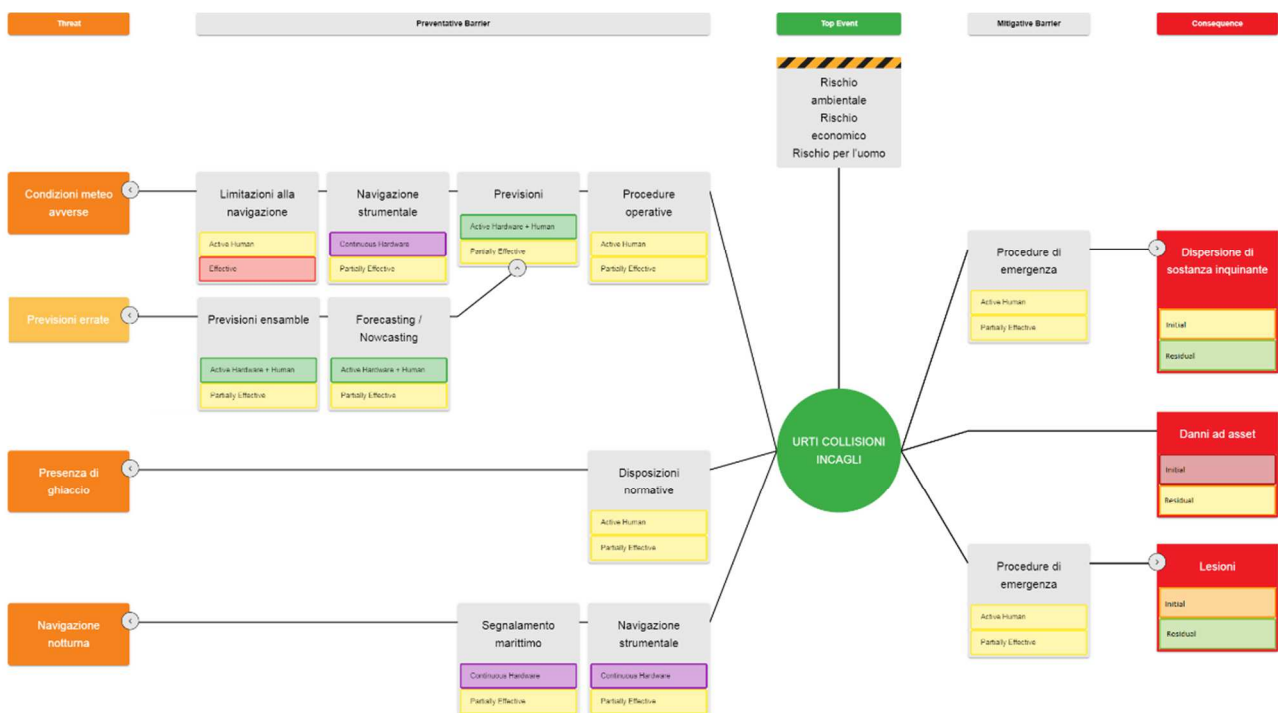 Threat
Preventative Barrier
Top Event
Mitigative Barrier
Consequence
Rischio
ambientale
Rischio
economico
Rischio per l'uomo
Condizioni meteo
avverse
Limitazioni alla
navigazione
Active Human
Effective
Navigazione
strumentale
Continuous Hardware
Partially Effective
Previsioni
Active Hardware + Human
Partially Effective
Procedure
operative
Active Human
Partially Effective
Previsioni errate
Previsioni ensamble
Active Hardware + Human
Partially Effective
Forecasting /
Nowcasting
Active Hardware + Human
Partially Effective
Presenza di
ghiaccio
Disposizioni
normative
Active Human
Partially Effective
Navigazione
notturna
Segnalamento
marittimo
Continuous Hardware
Partially Effective
Navigazione
strumentale
Continuous Hardware
Partially Effective
URTI COLLISIONI
INCAGLI
Procedure di
emergenza
Active Human
Partially Effective
Dispersione di
sostanza inquinante
Initial
Residual
Danni ad asset
Initial
Residual
Procedure di
emergenza
Active Human
Partially Effective
Lesioni
Initial
Residual